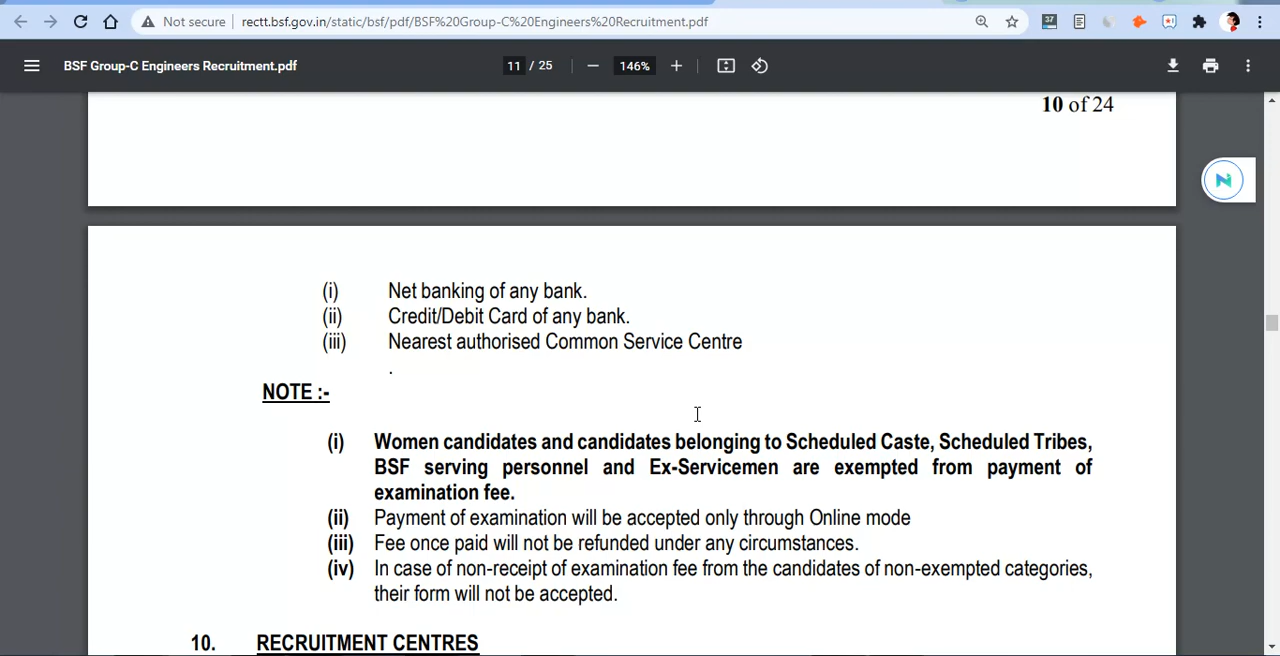 Not secure rectt.bsf.gov.in/static/bsf/pdf/BSF%20Group-C%20Engineers%20Recruitment.pdf 37
BSF Group-C Engineers Recruitment.pdf 11 / 25 146%
10 of 24
(i) Net banking of any bank.
(ii) Credit/Debit Card of any bank.
(iii) Nearest authorised Common Service Centre
.
NOTE :-
(i) Women candidates and candidates belonging to Scheduled Caste, Scheduled Tribes,
BSF serving personnel and Ex-Servicemen are exempted from payment of
examination fee.
(ii) Payment of examination will be accepted only through Online mode
(iii) Fee once paid will not be refunded under any circumstances.
(iv) In case of non-receipt of examination fee from the candidates of non-exempted categories,
their form will not be accepted.
10. RECRUITMENT CENTRES